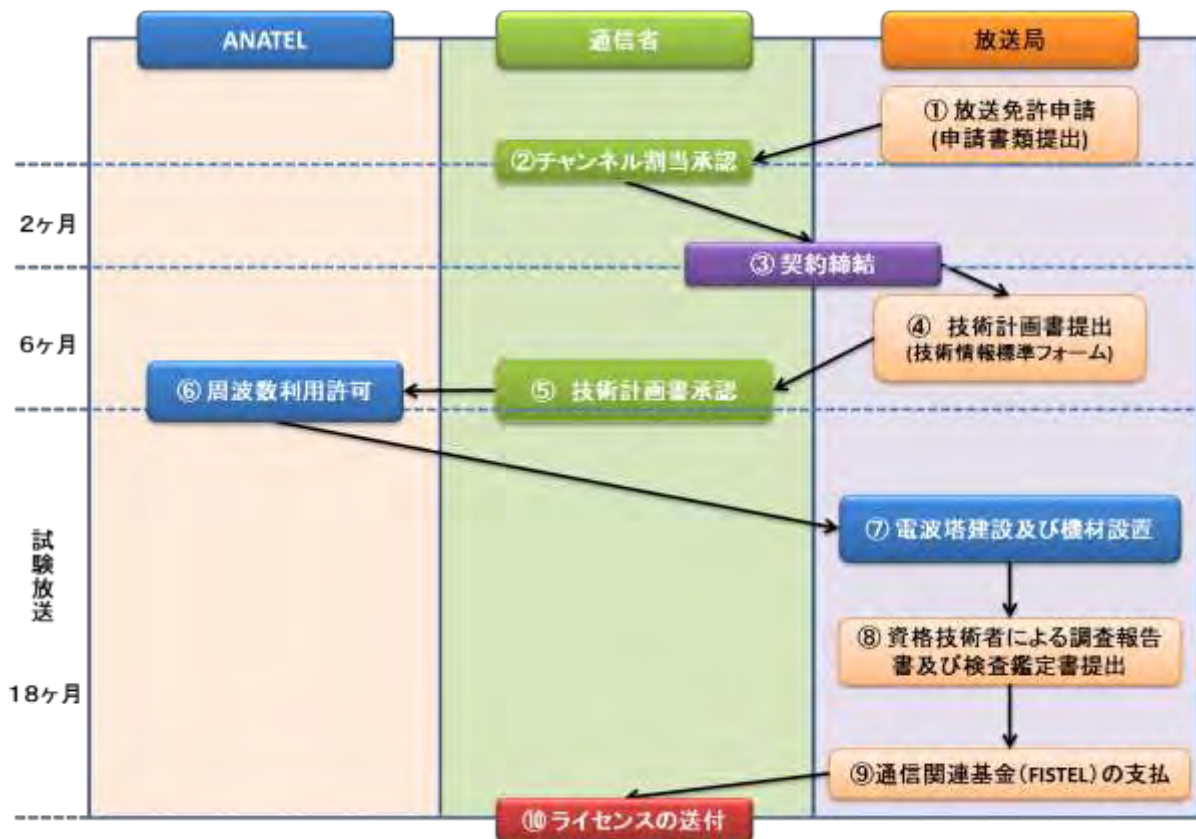 ANATEL
通信省
放送局
① 放送免許申請
(申請書類提出)
②チャンネル割当承認
2ヶ月
③ 契約締結
④ 技術計画書提出
(技術情報標準フォーム)
6ヶ月
⑥ 周波数利用許可
⑤ 技術計画書承認
⑦ 電波塔建設及び機材設置
試験放送
⑧ 資格技術者による調査報告
書及び検査鑑定書提出
18ヶ月
⑨通信関連基金(FISTEL)の支払
⑩ ライセンスの送付